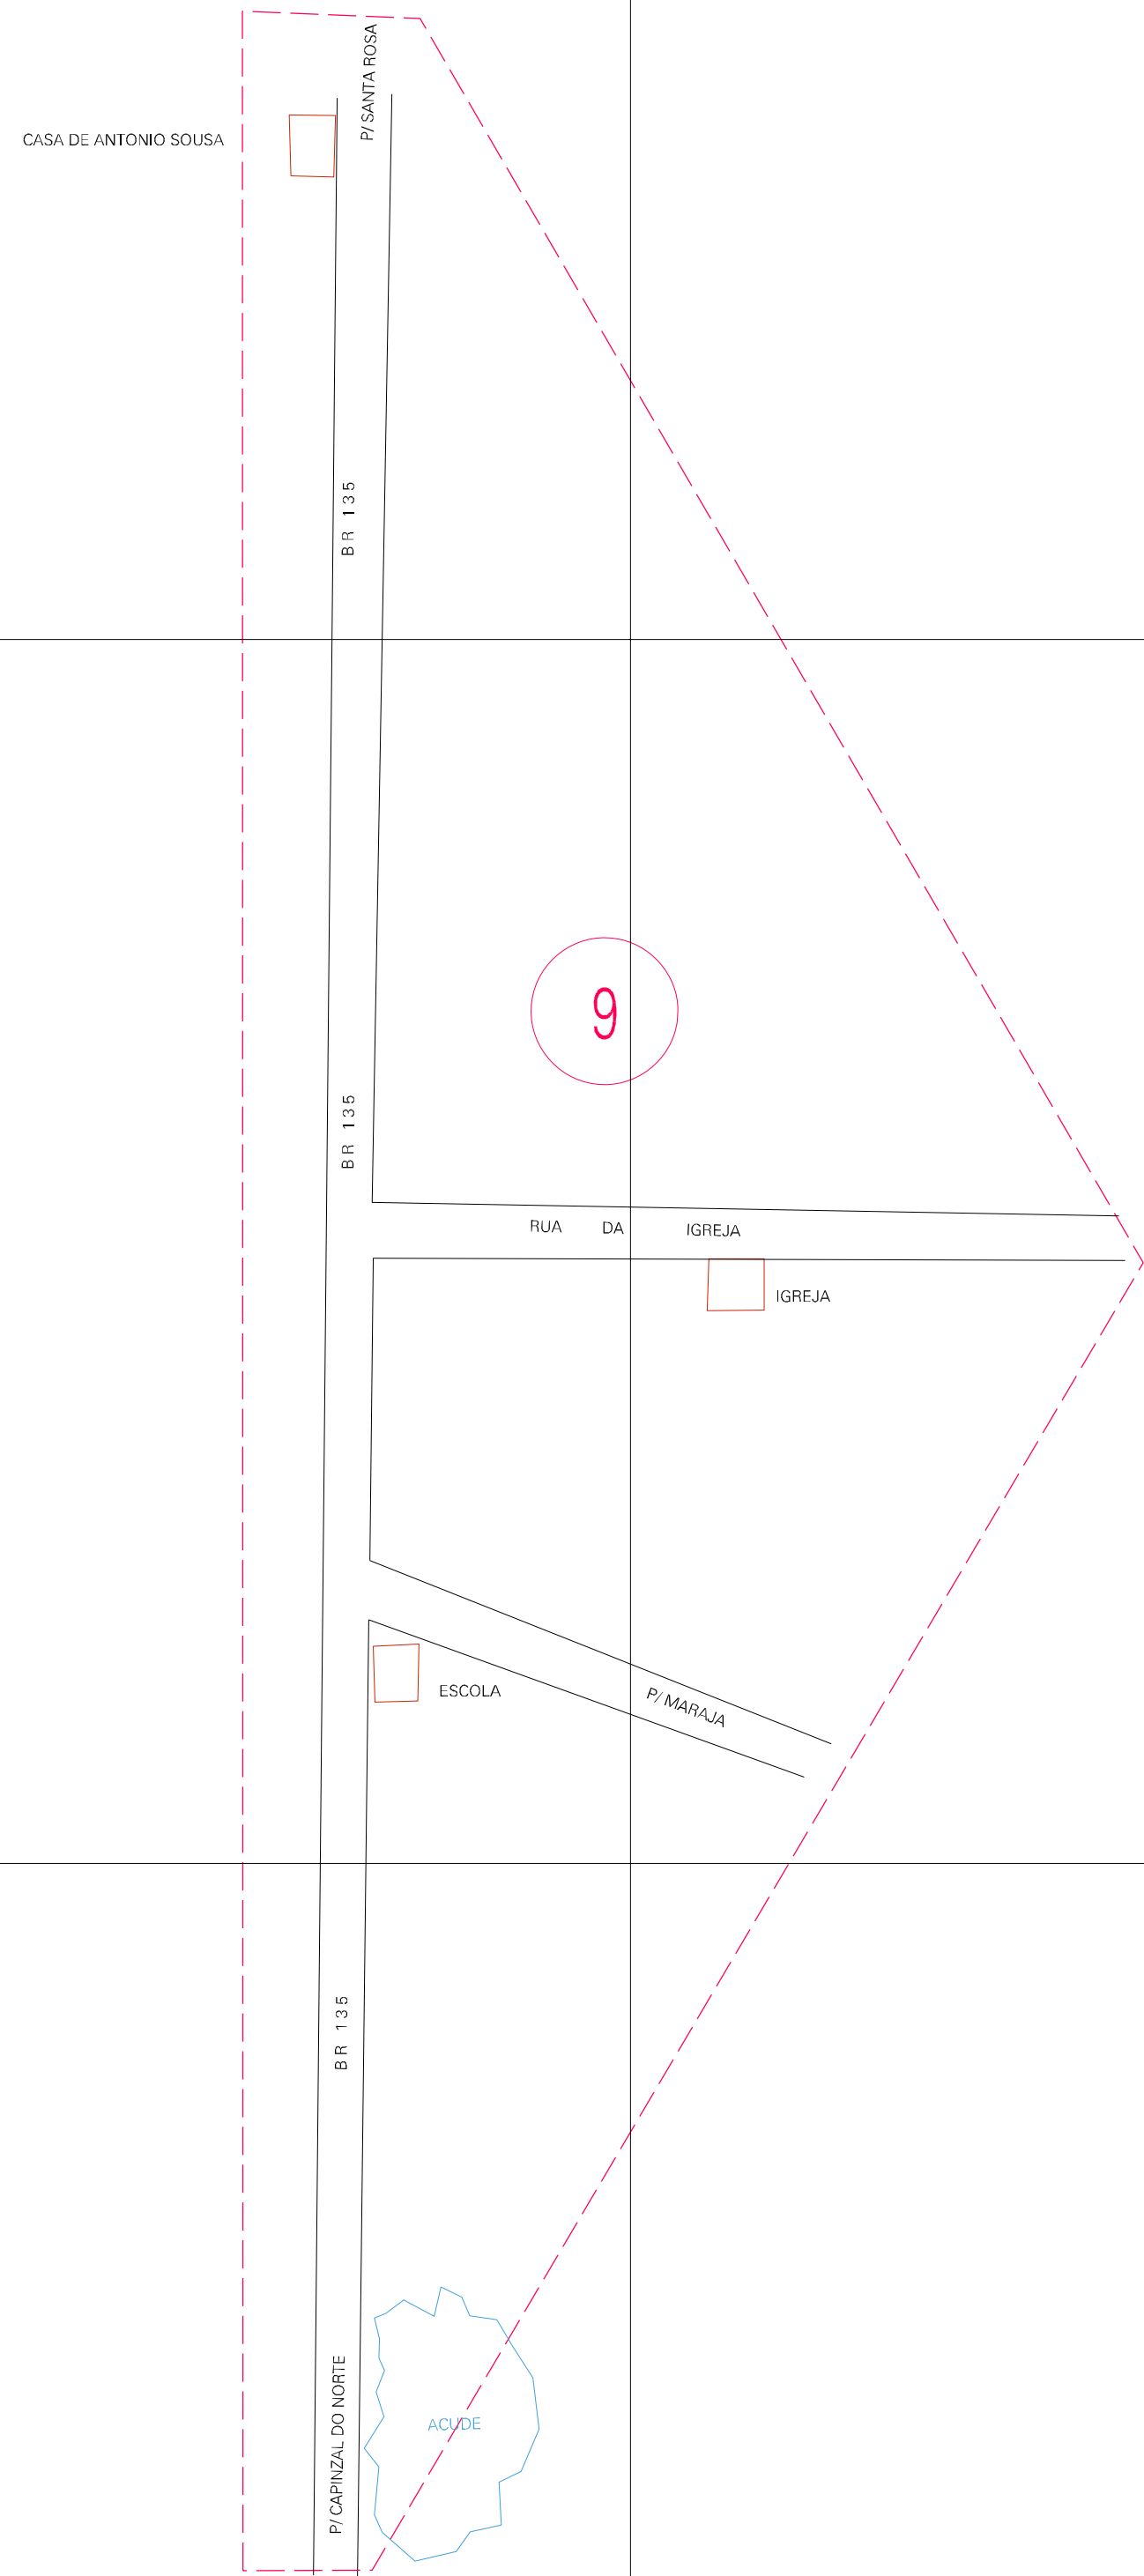 P/ SANTA ROSA
CASA DE ANTONIO SOUSA
BR 135
9
BR 135
RUA DA IGREJA
IGREJA
ESCOLA
P/ MARAJA
BR 135
P/ CAPINZAL DO NORTE
ACUDE